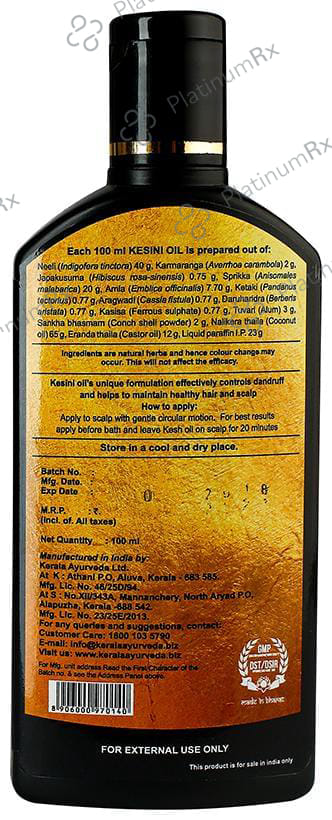 PlatinumRx
PlatinumRx
PlatinumRx
Each 100 ml KESINI OIL is prepared out of:
Neeli (Indigofera tinctora) 40 g, Karmaranga (Averrhoa carambola) 2 g,
Japakusuma (Hibiscus rosa-sinensis) 0.75 g, Sprikka (Anisomales
malabarica) 20 g, Amla (Emblica officinalis) 7.70 g, Ketaki (Pandanus
tectorius) 0.77 g, Aragwadi (Cassia fistula) 0.77 g, Daruharidra (Berberis
aristata) 0.77 g, Kasisa (Ferrous sulphate) 0.77 g, Tuvari (Alum) 3 g,
Sankha bhasmam (Conch shell powder) 2 g, Nalikera thaila (Coconut
oil) 65 g, Eranda thaila (Castor oil) 12 g, Liquid paraffin I.P. 23 g
Ingredients are natural herbs and hence colour change may
occur. This will not affect the efficacy.
Kesini oil's unique formulation effectively controls dandruff
and helps to maintain healthy hair and scalp
How to apply:
Apply to scalp with gentle circular motion. For best results
apply before bath and leave Kesh oil on scalp for 20 minutes
Store in a cool and dry place.
Batch No. :
Mfg. Date. :
Exp Date :
M.R.P. : ₹.
(Incl. of All taxes)
Net Quantity : 100 ml
Manufactured in India by:
Kerala Ayurveda Ltd.
At K : Athani P.O, Aluva, Kerala - 683 585.
Mfg. Lic. No. 46/25D/94.
At S : No.XII/343A, Mannanchery, North Aryad P.O,
Alapuzha, Kerala -688 542.
Mfg. Lic. No. 23/25E/2013.
For any queries and suggestions, contact:
Customer Care: 1800 103 5790
E-mail: info@keralaayurveda.biz
Visit us: www.keralaayurveda.biz
For Mfg. unit address Read the First Character of the
Batch no. & see the Address Panel above.
GMP
made in bharat
8 906000 970140
FOR EXTERNAL USE ONLY
This product is for sale in india only